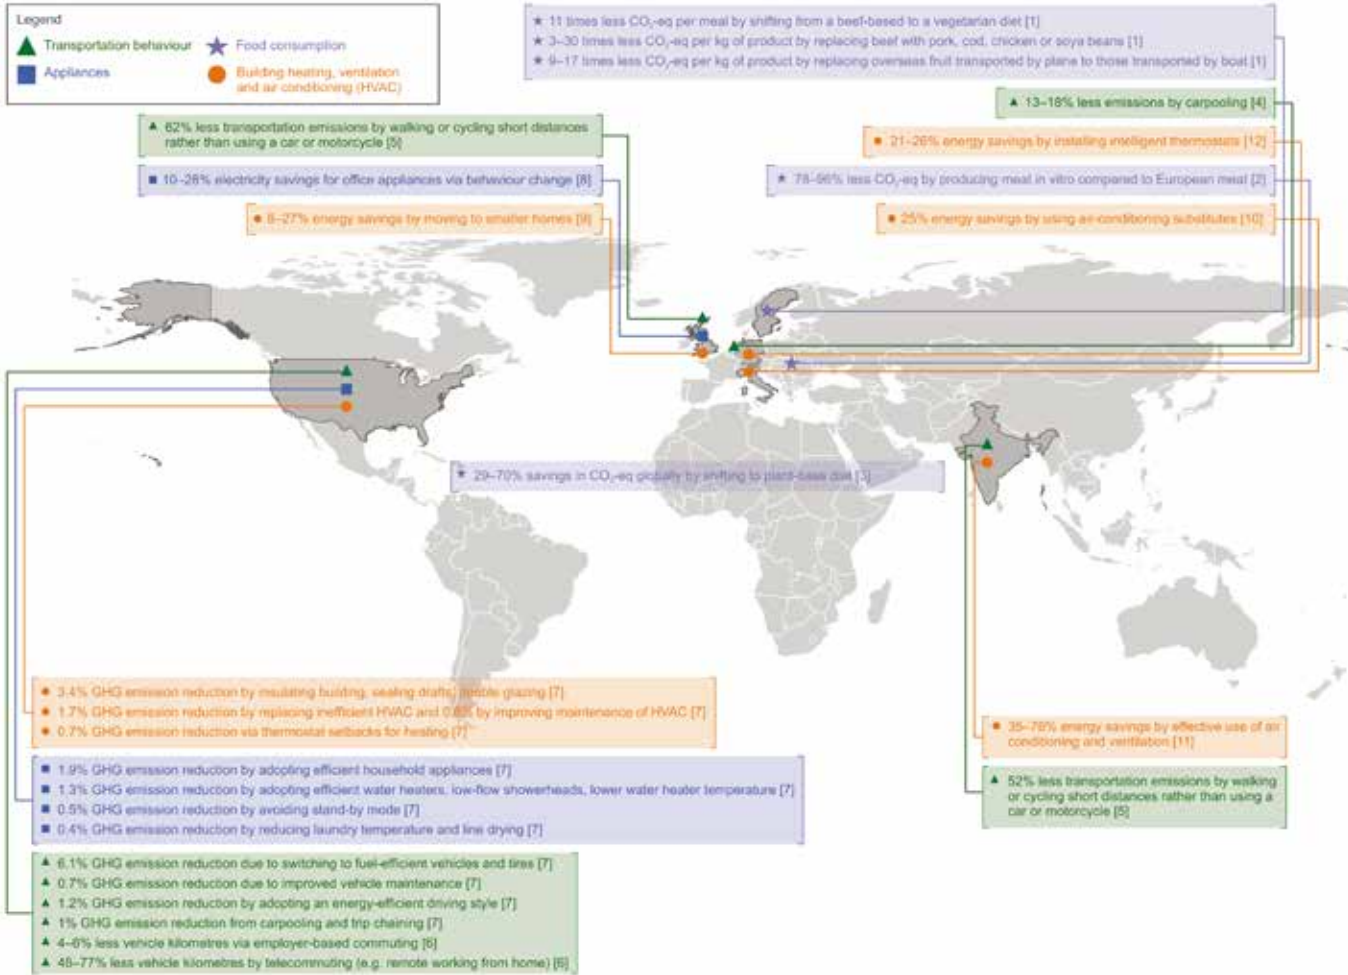 Legend
Transportation behaviour
Food consumption
Appliances
Building heating, ventilation
and air conditioning (HVAC)
★ 11 times less CO₂-eq per meal by shifting from a beef-based to a vegetarian diet [1]
★ 3–30 times less CO₂-eq per kg of product by replacing beef with pork, cod, chicken or soya beans [1]
★ 9–17 times less CO₂-eq per kg of product by replacing overseas fruit transported by plane to those transported by boat [1]
▲ 13–18% less emissions by carpooling [4]
▲ 62% less transportation emissions by walking or cycling short distances
rather than using a car or motorcycle [5]
● 21–26% energy savings by installing intelligent thermostats [12]
■ 10–28% electricity savings for office appliances via behaviour change [8]
★ 78–96% less CO₂-eq by producing meat in vitro compared to European meat [2]
● 8–27% energy savings by moving to smaller homes [9]
● 25% energy savings by using air-conditioning substitutes [10]
★ 29–70% savings in CO₂-eq globally by shifting to plant-base diet [3]
● 3.4% GHG emission reduction by insulating building, sealing drafts, double glazing [7]
● 1.7% GHG emission reduction by replacing inefficient HVAC and by improving maintenance of HVAC [7]
● 0.7% GHG emission reduction via thermostat setbacks for heating [7]
● 35–76% energy savings by effective use of air
conditioning and ventilation [11]
■ 1.9% GHG emission reduction by adopting efficient household appliances [7]
■ 1.3% GHG emission reduction by adopting efficient water heaters, low-flow showerheads, lower water heater temperature [7]
■ 0.5% GHG emission reduction by avoiding stand-by mode [7]
■ 0.4% GHG emission reduction by reducing laundry temperature and line drying [7]
▲ 52% less transportation emissions by walking
or cycling short distances rather than using a
car or motorcycle [5]
▲ 6.1% GHG emission reduction due to switching to fuel-efficient vehicles and tires [7]
▲ 0.7% GHG emission reduction due to improved vehicle maintenance [7]
▲ 1.2% GHG emission reduction by adopting an energy-efficient driving style [7]
▲ 1% GHG emission reduction from carpooling and trip chaining [7]
▲ 4–6% less vehicle kilometres via employer-based commuting [6]
▲ 48–77% less vehicle kilometres by telecommuting (e.g. remote working from home) [6]